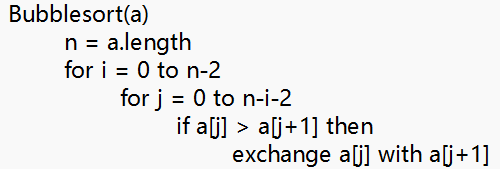 Bubblesort(a)
n = a.length
for i = 0 to n-2
for j = 0 to n-i-2
if a[j] > a[j+1] then
exchange a[j] with a[j+1]